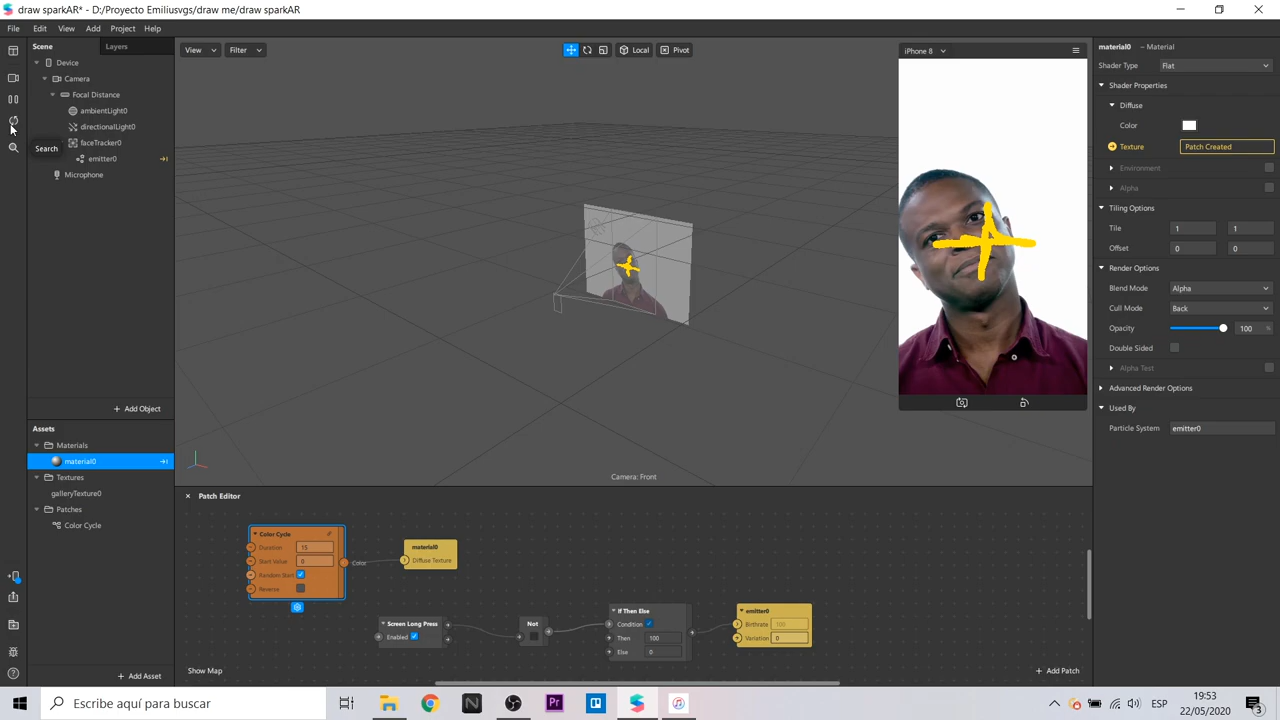 draw sparkAR* - D:/Proyecto Emiliusvgs/draw me/draw sparkAR
File Edit View Add Project Help
Scene Layers
Device
Camera
Focal Distance
ambientLight0
directionalLight0
faceTracker0
emitter0
Microphone
Search
+ Add Object
Assets
Materials
material0
Textures
galleryTexture0
Patches
Color Cycle
+ Add Asset
View Filter Local Pivot
iPhone 8
Camera: Front
Patch Editor
Color Cycle
Duration 15
Start Value 0
Random Start
Reverse
Color
material0
Diffuse Texture
Screen Long Press
Enabled
Not
If Then Else
Condition
Then 100
Else 0
emitter0
Birthrate 100
Variation 0
Show Map
+ Add Patch
material0 – Material
Shader Type Flat
Shader Properties
Diffuse
Color
Texture Patch Created
Environment
Alpha
Tiling Options
Tile 1 1
Offset 0 0
Render Options
Blend Mode Alpha
Cull Mode Back
Opacity 100 %
Double Sided
Alpha Test
Advanced Render Options
Used By
Particle System emitter0
Escribe aquí para buscar
N
Pr
ESP
19:53
22/05/2020
3